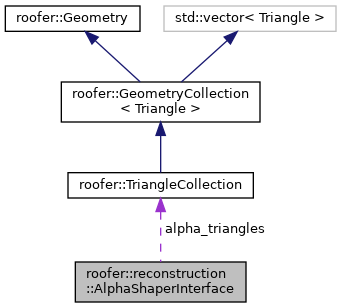 roofer::Geometry
std::vector< Triangle >
roofer::GeometryCollection
< Triangle >
roofer::TriangleCollection
alpha_triangles
roofer::reconstruction
::AlphaShaperInterface